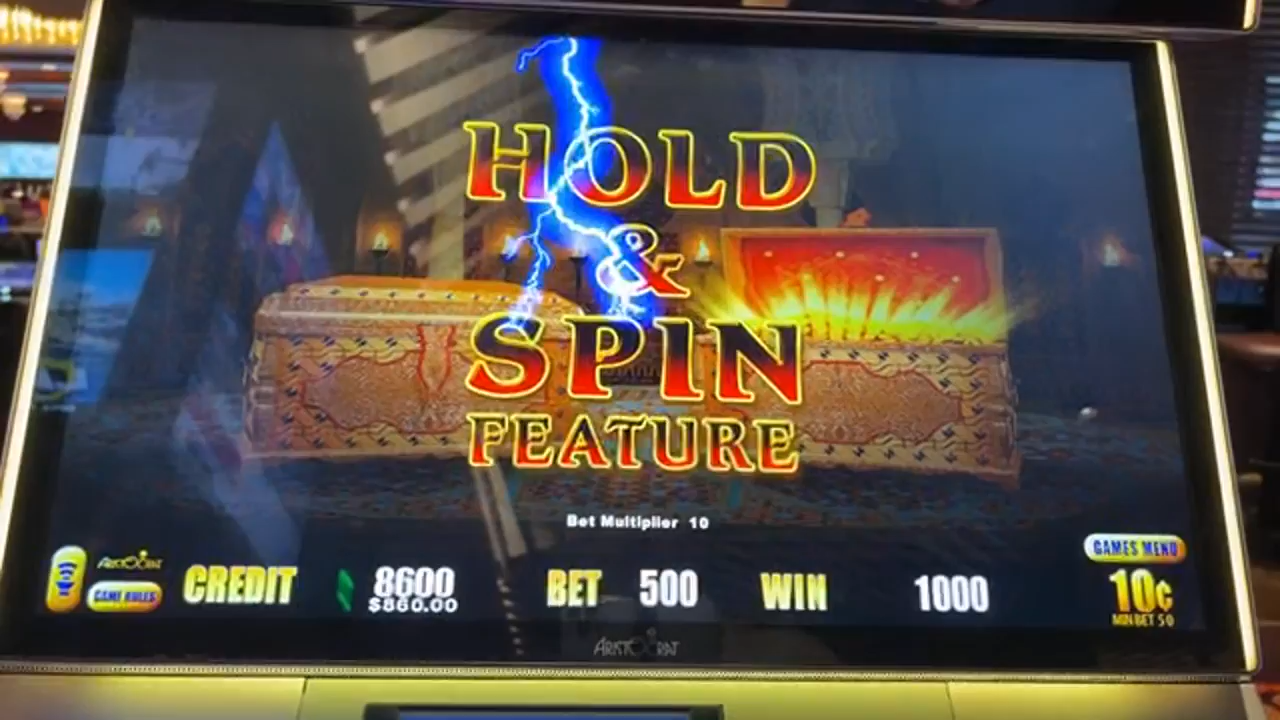 HOLD
&
SPIN
FEATURE
Bet Multiplier 10
GAMES MENU
ARISTOCRAT
GAME RULES
CREDIT 8600 BET 500 WIN 1000 10¢
$860.00
MIN BET 50
ARISTOCRAT